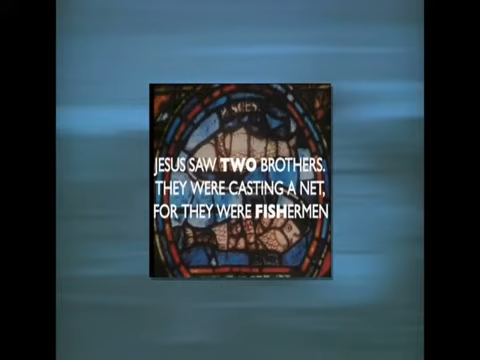 JESUS SAW TWO BROTHERS.
THEY WERE CASTING A NET,
FOR THEY WERE FISHERMEN